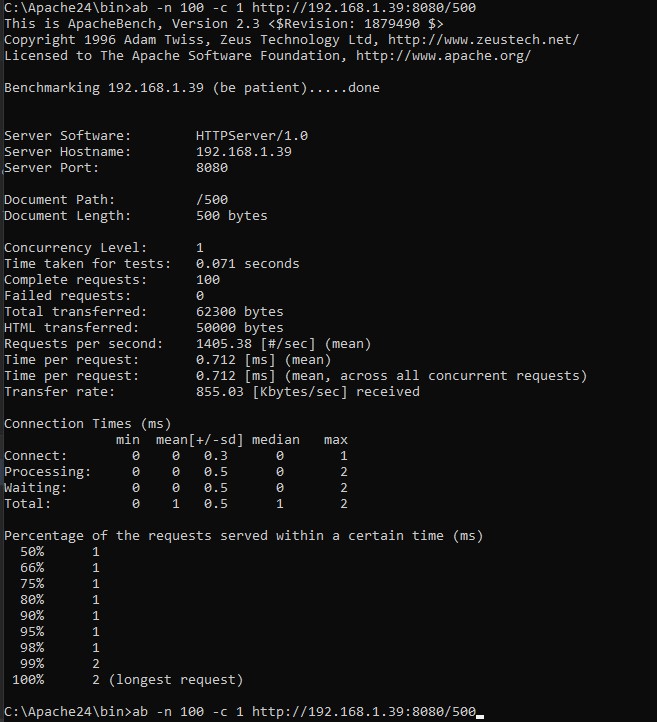 C:\Apache24\bin>ab -n 100 -c 1 http://192.168.1.39:8080/500
This is ApacheBench, Version 2.3 <$Revision: 1879490 $>
Copyright 1996 Adam Twiss, Zeus Technology Ltd, http://www.zeustech.net/
Licensed to The Apache Software Foundation, http://www.apache.org/

Benchmarking 192.168.1.39 (be patient).....done


Server Software:        HTTPServer/1.0
Server Hostname:        192.168.1.39
Server Port:            8080

Document Path:          /500
Document Length:        500 bytes

Concurrency Level:      1
Time taken for tests:   0.071 seconds
Complete requests:      100
Failed requests:        0
Total transferred:      62300 bytes
HTML transferred:       50000 bytes
Requests per second:    1405.38 [#/sec] (mean)
Time per request:       0.712 [ms] (mean)
Time per request:       0.712 [ms] (mean, across all concurrent requests)
Transfer rate:          855.03 [Kbytes/sec] received

Connection Times (ms)
              min  mean[+/-sd] median   max
Connect:        0    0   0.3      0       1
Processing:     0    0   0.5      0       2
Waiting:        0    0   0.5      0       2
Total:          0    1   0.5      1       2

Percentage of the requests served within a certain time (ms)
  50%      1
  66%      1
  75%      1
  80%      1
  90%      1
  95%      1
  98%      1
  99%      2
 100%      2 (longest request)

C:\Apache24\bin>ab -n 100 -c 1 http://192.168.1.39:8080/500